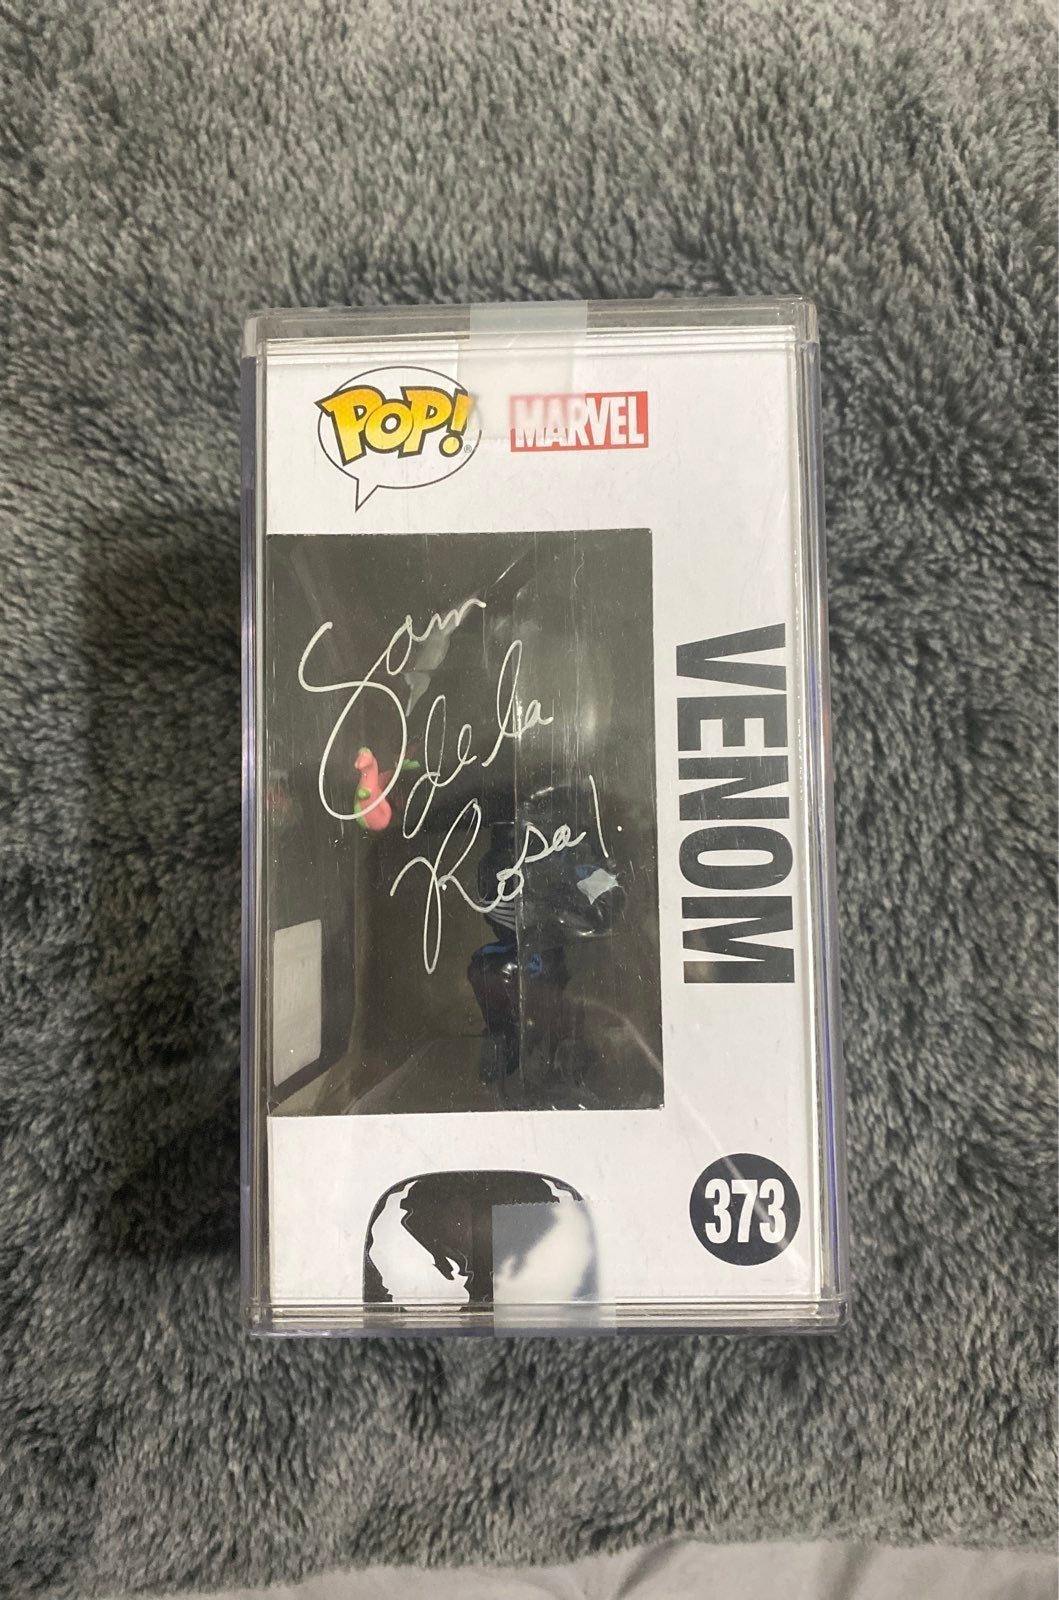 POP!
MARVEL
Sam
de la
Rosa!
VENOM
373